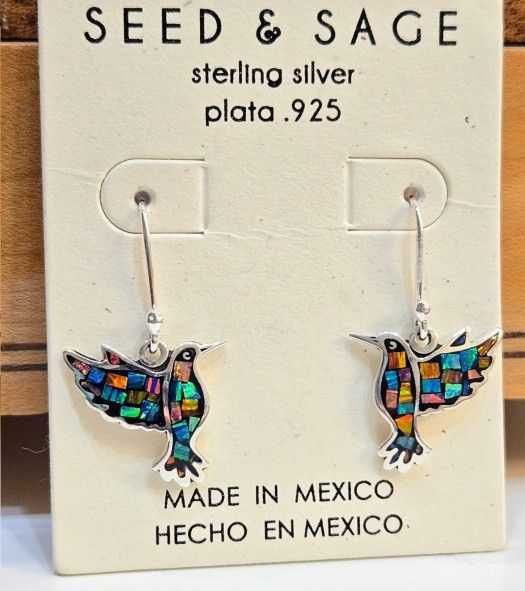 SEED & SAGE
sterling silver
plata .925
MADE IN MEXICO
HECHO EN MEXICO